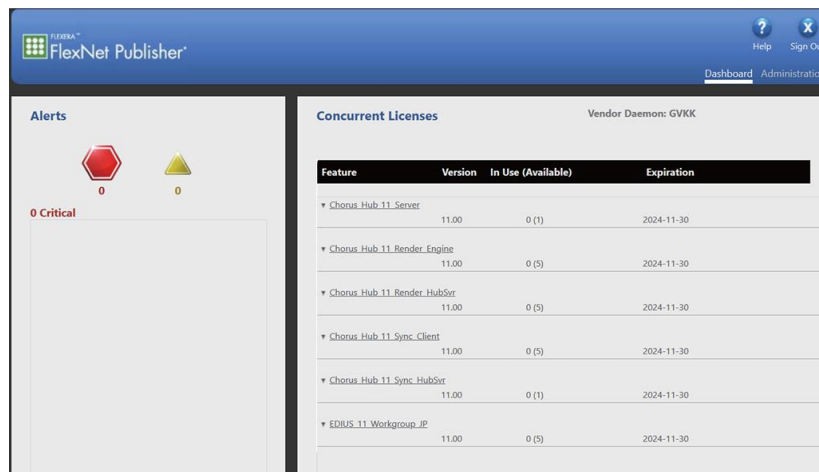 FLEXERA™
FlexNet Publisher
Help
Dashboard
Alerts
0 0
0 Critical
Concurrent Licenses
Vendor Daemon: GVKK
Feature Version In Use (Available) Expiration
Chorus Hub 11 Server
11.00 0 (1) 2024-11-30
Chorus Hub 11 Render Engine
11.00 0 (5) 2024-11-30
Chorus Hub 11 Render HubSvr
11.00 0 (5) 2024-11-30
Chorus Hub 11 Sync Client
11.00 0 (5) 2024-11-30
Chorus Hub 11 Sync HubSvr
11.00 0 (1) 2024-11-30
EDIUS 11 Workgroup JP
11.00 0 (5) 2024-11-30